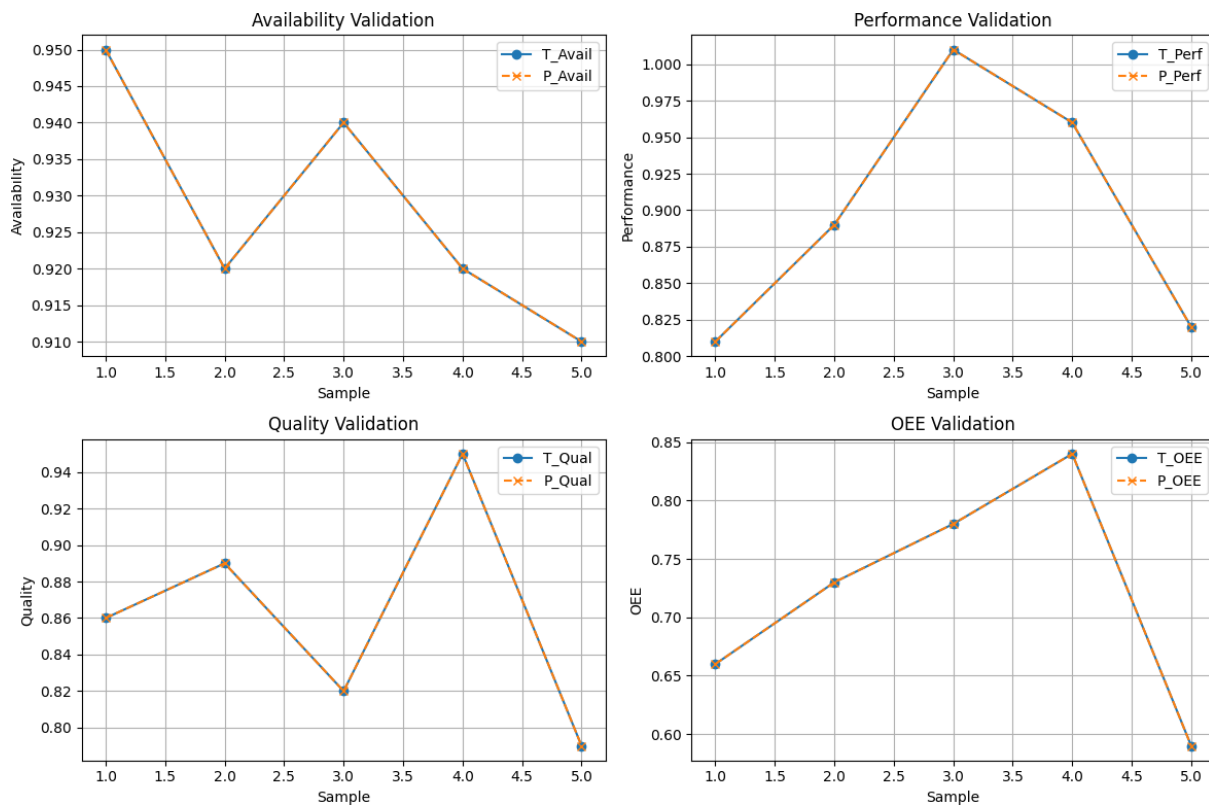 Availability Validation
0.950
0.945
0.940
0.935
0.930
0.925
0.920
0.915
0.910
Availability
T_Avail
P_Avail
1.0 1.5 2.0 2.5 3.0 3.5 4.0 4.5 5.0
Sample
Performance Validation
1.000
0.975
0.950
0.925
0.900
0.875
0.850
0.825
0.800
Performance
T_Perf
P_Perf
1.0 1.5 2.0 2.5 3.0 3.5 4.0 4.5 5.0
Sample
Quality Validation
0.94
0.92
0.90
0.88
0.86
0.84
0.82
0.80
Quality
T_Qual
P_Qual
1.0 1.5 2.0 2.5 3.0 3.5 4.0 4.5 5.0
Sample
OEE Validation
0.85
0.80
0.75
0.70
0.65
0.60
OEE
T_OEE
P_OEE
1.0 1.5 2.0 2.5 3.0 3.5 4.0 4.5 5.0
Sample